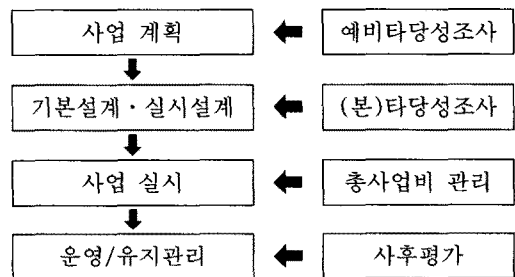 사업 계획
예비타당성조사
기본설계·실시설계
(본)타당성조사
사업 실시
총사업비 관리
운영/유지관리
사후평가